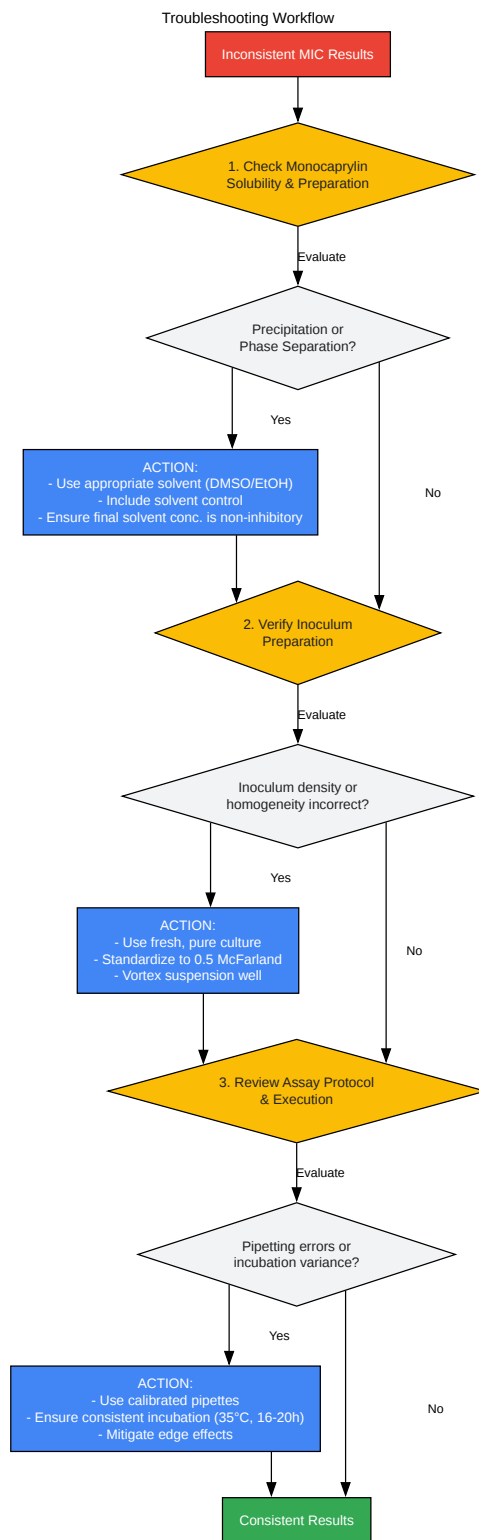 Troubleshooting Workflow
Inconsistent MIC Results
1. Check Monocaprylin
Solubility & Preparation
Evaluate
Precipitation or
Phase Separation?
Yes
ACTION:
- Use appropriate solvent (DMSO/EtOH)
- Include solvent control
- Ensure final solvent conc. is non-inhibitory
No
2. Verify Inoculum
Preparation
Evaluate
Inoculum density or
homogeneity incorrect?
Yes
ACTION:
- Use fresh, pure culture
- Standardize to 0.5 McFarland
- Vortex suspension well
No
3. Review Assay Protocol
& Execution
Evaluate
Pipetting errors or
incubation variance?
Yes
ACTION:
- Use calibrated pipettes
- Ensure consistent incubation (35°C, 16-20h)
- Mitigate edge effects
No
Consistent Results